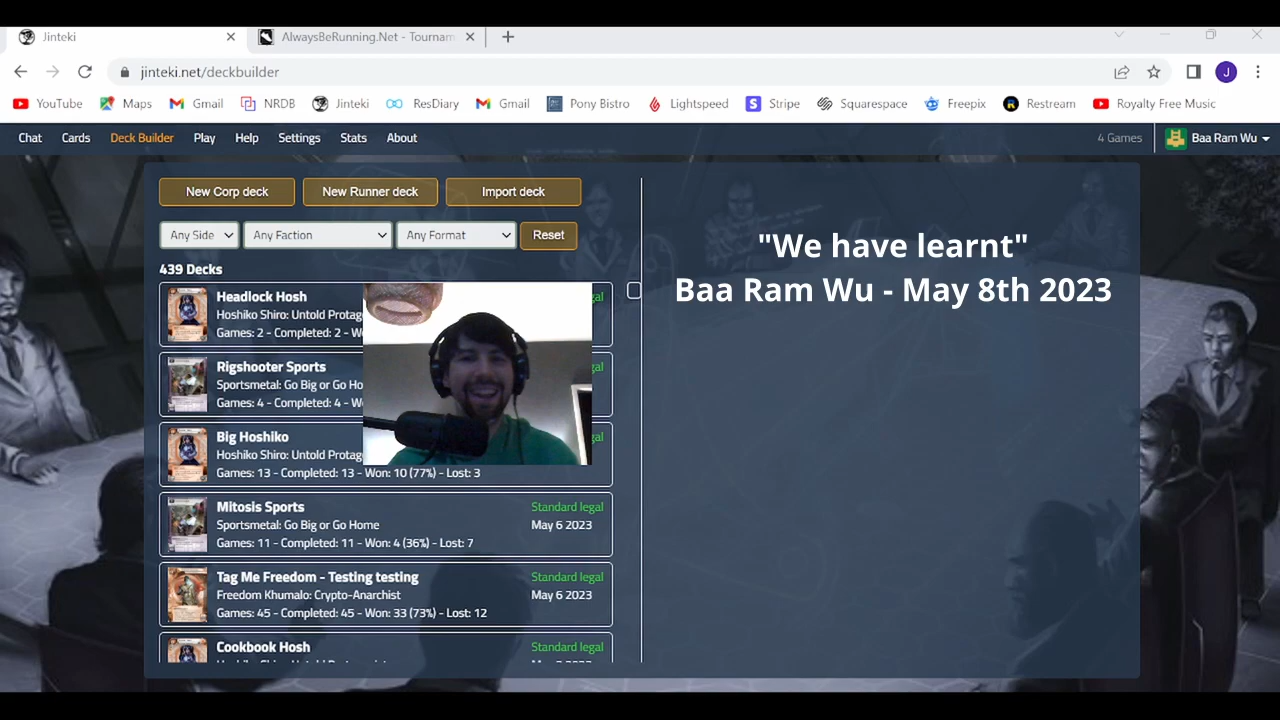 Jinteki
AlwaysBeRunning.Net - Tournam
jinteki.net/deckbuilder
J
YouTube
Maps
Gmail
NRDB
Jinteki
ResDiary
Gmail
Pony Bistro
Lightspeed
Stripe
Squarespace
Freepix
Restream
Royalty Free Music
Chat
Cards
Deck Builder
Play
Help
Settings
Stats
About
4 Games
Baa Ram Wu
New Corp deck
New Runner deck
Import deck
Any Side
Any Faction
Any Format
Reset
439 Decks
"We have learnt"
Baa Ram Wu - May 8th 2023
Headlock Hosh
gal
Hoshiko Shiro: Untold Protag
Games: 2 - Completed: 2 - W
Rigshooter Sports
gal
Sportsmetal: Go Big or Go Ho
Games: 4 - Completed: 4 - W
Big Hoshiko
gal
Hoshiko Shiro: Untold Protag
Games: 13 - Completed: 13 - Won: 10 (77%) - Lost: 3
Mitosis Sports
Standard legal
Sportsmetal: Go Big or Go Home
May 6 2023
Games: 11 - Completed: 11 - Won: 4 (36%) - Lost: 7
Tag Me Freedom - Testing testing
Standard legal
Freedom Khumalo: Crypto-Anarchist
May 6 2023
Games: 45 - Completed: 45 - Won: 33 (73%) - Lost: 12
Cookbook Hosh
Standard legal